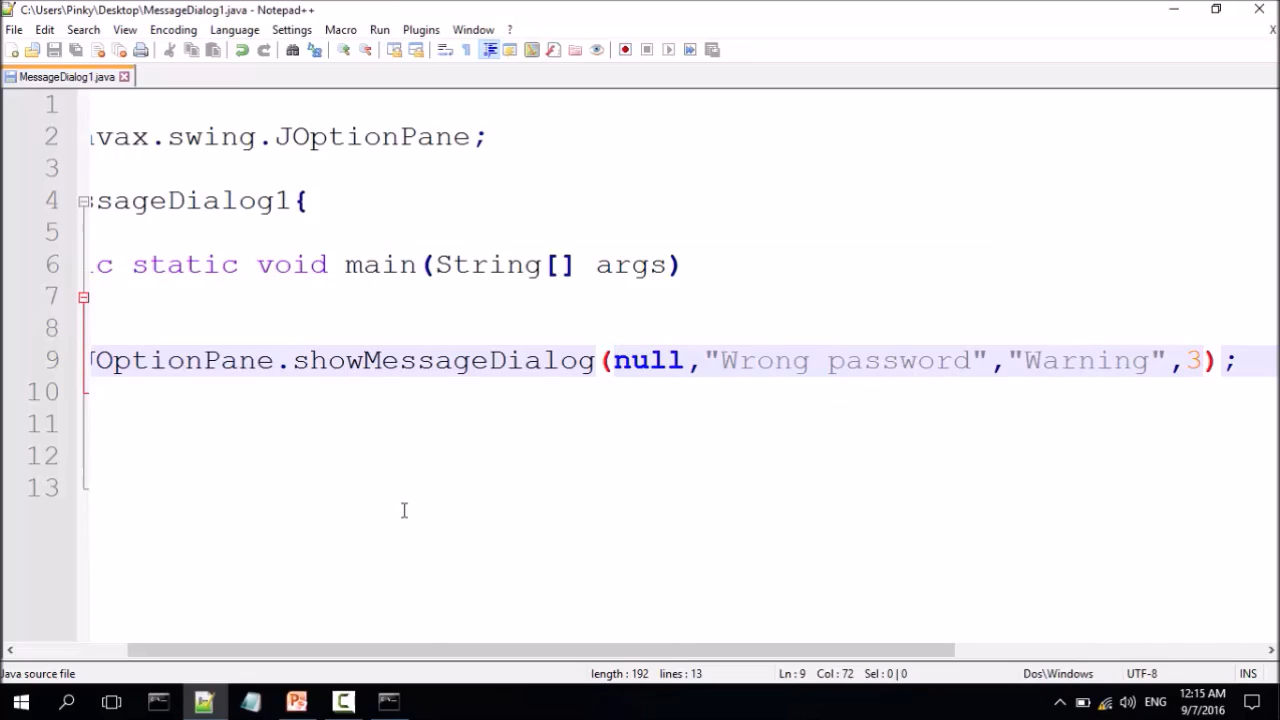 C:\Users\Pinky\Desktop\MessageDialog1.java - Notepad++
File Edit Search View Encoding Language Settings Macro Run Plugins Window ? X
MessageDialog1.java
1
2 avax.swing.JOptionPane;
3
4 ssageDialog1{
5
6 ic static void main(String[] args)
7
8
9 JOptionPane.showMessageDialog(null,"Wrong password","Warning",3);
10
11
12
13
Java source file length : 192 lines : 13 Ln : 9 Col : 72 Sel : 0 | 0 Dos\Windows UTF-8 INS
ENG 12:15 AM
9/7/2016